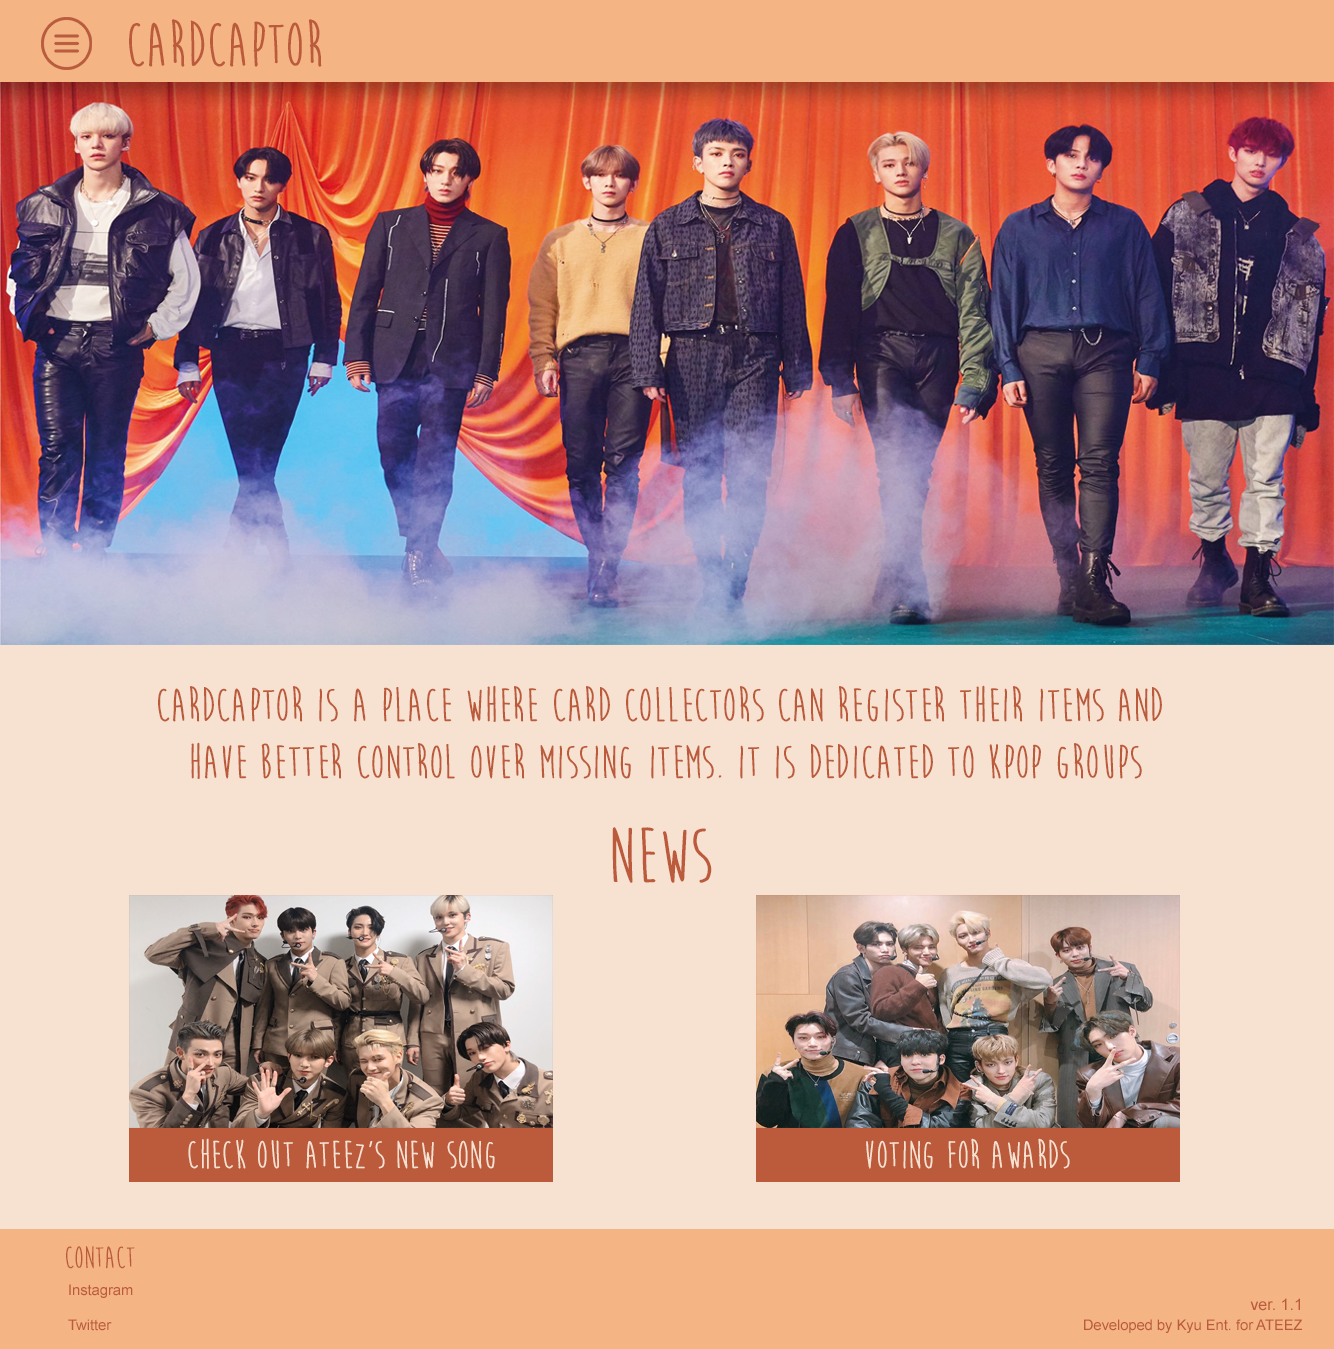 CARDCAPTOR
CARDCAPTOR IS A PLACE WHERE CARD COLLECTORS CAN REGISTER THEIR ITEMS AND
HAVE BETTER CONTROL OVER MISSING ITEMS. IT IS DEDICATED TO KPOP GROUPS
NEWS
CHECK OUT ATEEZ'S NEW SONG
VOTING FOR AWARDS
CONTACT
Instagram
Twitter
ver. 1.1
Developed by Kyu Ent. for ATEEZ